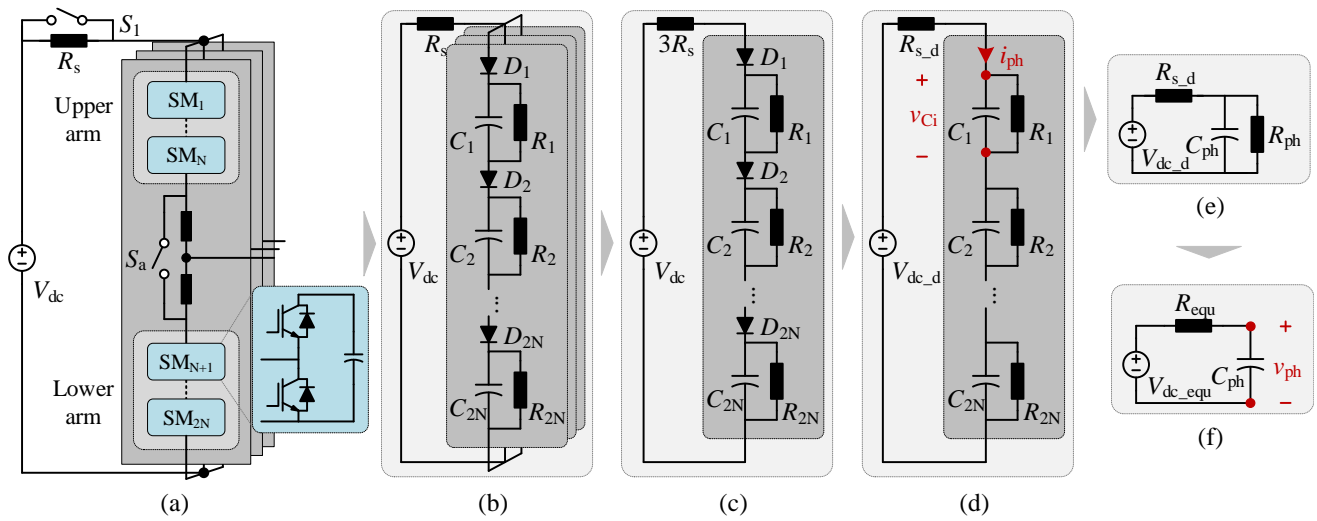 S1
Rs
Upper
arm
SM1
SMN
Sa
Vdc
+
−
Lower
arm
SMN+1
SM2N
(a)
Rs
D1
C1
R1
D2
C2
R2
+
−
Vdc
...
D2N
C2N
R2N
(b)
3Rs
D1
C1
R1
D2
C2
R2
+
−
Vdc
...
D2N
C2N
R2N
(c)
Rs_d
iph
+
vCi
−
C1
R1
C2
R2
+
−
Vdc_d
...
C2N
R2N
(d)
Rs_d
Cph
Rph
+
−
Vdc_d
(e)
Requ
+
−
Vdc_equ
Cph
+
vph
−
(f)